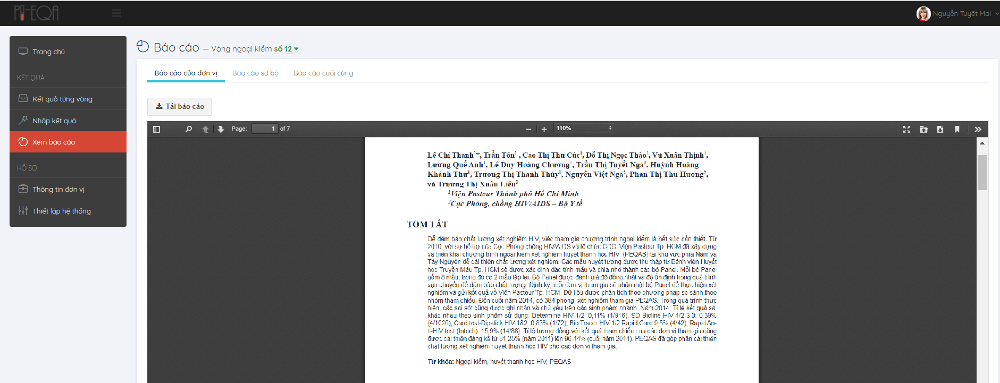 PI-EQA
Nguyễn Tuyết Mai
Trang chủ
KẾT QUẢ
Kết quả từng vòng
Nhập kết quả
Xem báo cáo
HỒ SƠ
Thông tin đơn vị
Thiết lập hệ thống
Báo cáo – Vòng ngoại kiểm số 12
Báo cáo của đơn vị Báo cáo sơ bộ Báo cáo cuối cùng
Tải báo cáo
Page: 1 of 7 110%
Lê Chí Thanh¹*, Trần Tôn¹ , Cao Thị Thu Cúc¹, Đỗ Thị Ngọc Thảo¹, Vũ Xuân Thịnh¹,
Lương Quế Anh¹, Lê Duy Hoàng Chương¹, Trần Thị Tuyết Nga¹, Huỳnh Hoàng
Khánh Thư¹, Trương Thị Thanh Thúy¹, Nguyễn Việt Nga², Phan Thị Thu Hương²,
và Trương Thị Xuân Liên¹
¹Viện Pasteur Thành phố Hồ Chí Minh
²Cục Phòng, chống HIV/AIDS – Bộ Y tế
TÓM TẮT
Để đảm bảo chất lượng xét nghiệm HIV, việc tham gia chương trình ngoại kiểm là hết sức cần thiết. Từ
2010, với sự hỗ trợ của Cục Phòng chống HIV/AIDS và tổ chức CDC, Viện Pasteur Tp. HCM đã xây dựng
và triển khai chương trình ngoại kiểm xét nghiệm huyết thanh học HIV (PEQAS) tại khu vực phía Nam và
Tây Nguyên để cải thiện chất lượng xét nghiệm. Các mẫu huyết tương được thu thập từ Bệnh viện Huyết
học Truyền Máu Tp. HCM sẽ được xác định đặc tính mẫu và chia nhỏ thành các bộ Panel. Mỗi bộ Panel
gồm 8 mẫu, trong đó có 2 mẫu lặp lại. Bộ Panel được đánh giá độ đồng nhất và độ ổn định trong quá trình
vận chuyển để đảm bảo chất lượng. Định kỳ, mỗi đơn vị tham gia sẽ nhận một bộ Panel để thực hiện xét
nghiệm và gửi kết quả về Viện Pasteur Tp. HCM. Dữ liệu được phân tích theo phương pháp so sánh theo
nhóm tham chiếu. Đến cuối năm 2014, có 384 phòng xét nghiệm tham gia PEQAS. Trong quá trình thực
hiện, các sai sót cũng được ghi nhận và chủ yếu trên các sinh phẩm nhanh. Năm 2014, Tỉ lệ kết quả sai
khác nhau theo sinh phẩm sử dụng: Determine HIV 1/2: 0,11% (1/916), SD Bioline HIV 1/2 3.0: 0,39%
(4/1020), Card test-Dipstick HIV 1&2: 0,83% (1/72), Bio Tracer HIV 1/2 Rapid Card 9,5% (4/42), Rapid An-
ti-HIV test (Intech): 15,9% (14/88). Tỉ lệ tương đồng với kết quả tham chiếu của các đơn vị tham gia cũng
được cải thiện đáng kể từ 81,25% (năm 2011) lên 96,44% (cuối năm 2014). PEQAS đã góp phần cải thiện
chất lượng xét nghiệm huyết thanh học HIV cho các đơn vị tham gia.
Từ khóa: Ngoại kiểm, huyết thanh học HIV, PEQAS